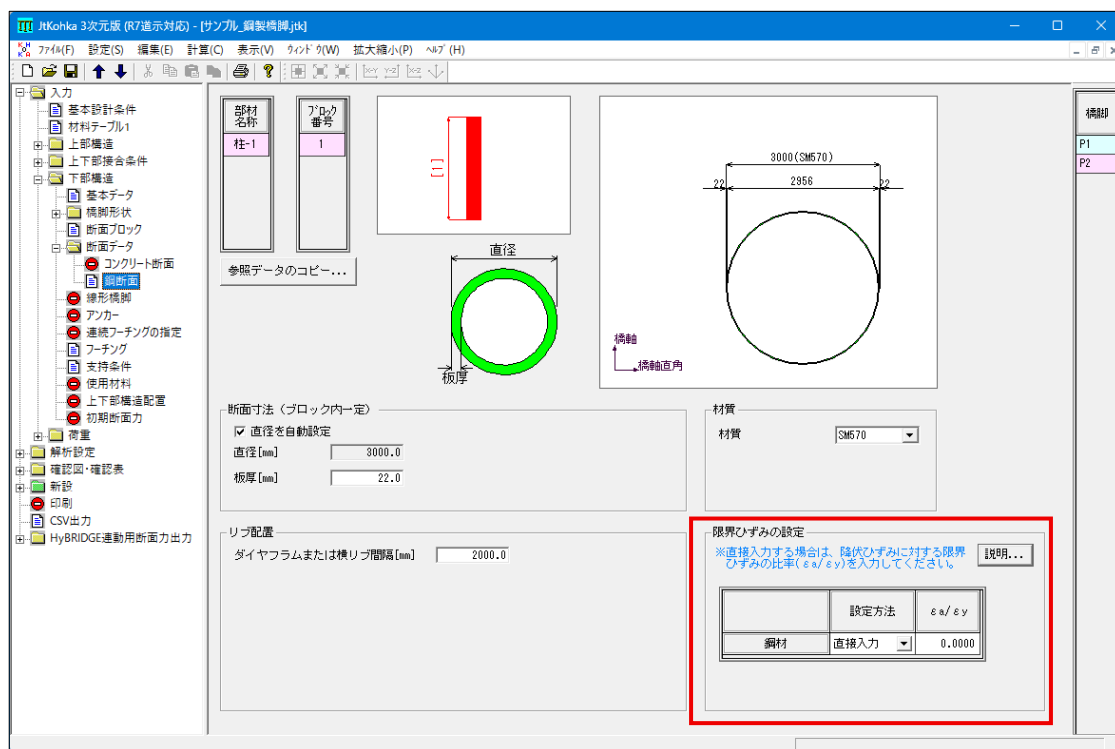 JtKohka 3次元版 (R7道示対応) - [サンプル_鋼製橋脚.jtk]
ファイル(F) 設定(S) 編集(E) 計算(C) 表示(V) ウィンドウ(W) 拡大縮小(P) ヘルプ(H)
X-Y Y-Z X-Z
入力
基本設計条件
材料テーブル1
上部構造
上下部接合条件
下部構造
基本データ
橋脚形状
断面ブロック
断面データ
コンクリート断面
鋼断面
線形橋脚
アンカー
連続フーチングの指定
フーチング
支持条件
使用材料
上下部構造配置
初期断面力
荷重
解析設定
確認図・確認表
新設
印刷
CSV出力
HyBRIDGE連動用断面力出力
部材名称
柱-1
ブロック番号
1
参照データのコピー...
[1]
直径
板厚
3000(SM570)
22 2956 22
橋軸
橋軸直角
橋脚
P1
P2
断面寸法（ブロック内一定）
直径を自動設定
直径[mm] 3000.0
板厚[mm] 22.0
材質
材質 SM570
リブ配置
ダイヤフラムまたは横リブ間隔[mm] 2000.0
限界ひずみの設定
※直接入力する場合は、降伏ひずみに対する限界
ひずみの比率(εa/εy)を入力してください。
説明...
設定方法 εa/εy
鋼材 直接入力 0.0000